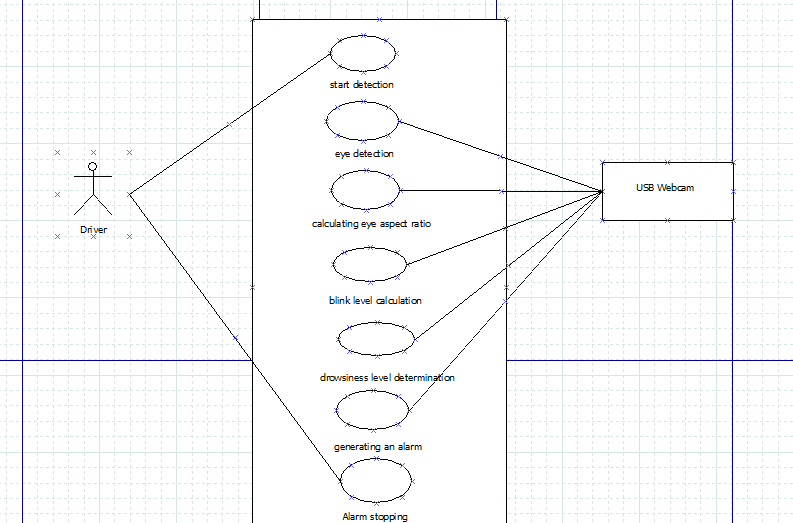 start detection
eye detection
USB Webcam
calculating eye aspect ratio
Driver
blink level calculation
drowsiness level determination
generating an alarm
Alarm stopping